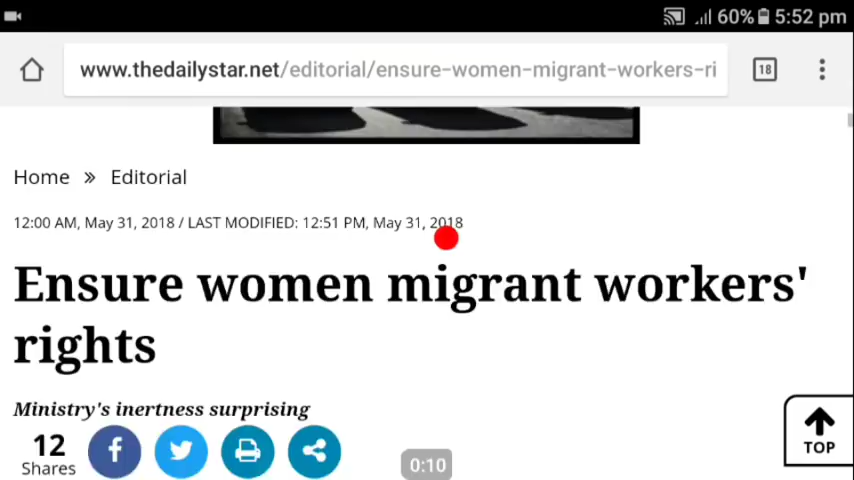 60% 5:52 pm
www.thedailystar.net/editorial/ensure-women-migrant-workers-ri
18
Home » Editorial
12:00 AM, May 31, 2018 / LAST MODIFIED: 12:51 PM, May 31, 2018
Ensure women migrant workers'
rights
Ministry's inertness surprising
12
Shares
0:10
TOP